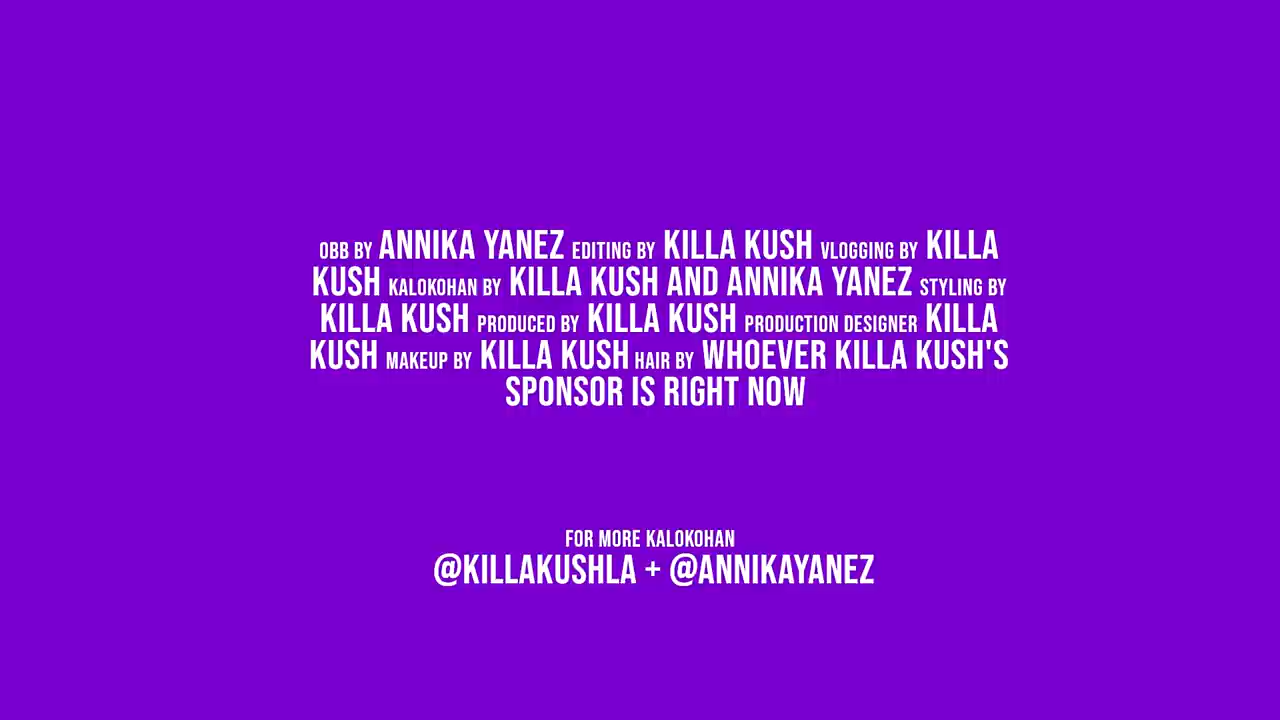 OBB BY ANNIKA YANEZ EDITING BY KILLA KUSH VLOGGING BY KILLA
KUSH KALOKOHAN BY KILLA KUSH AND ANNIKA YANEZ STYLING BY
KILLA KUSH PRODUCED BY KILLA KUSH PRODUCTION DESIGNER KILLA
KUSH MAKEUP BY KILLA KUSH HAIR BY WHOEVER KILLA KUSH'S
SPONSOR IS RIGHT NOW
FOR MORE KALOKOHAN
@KILLAKUSHLA + @ANNIKAYANEZ